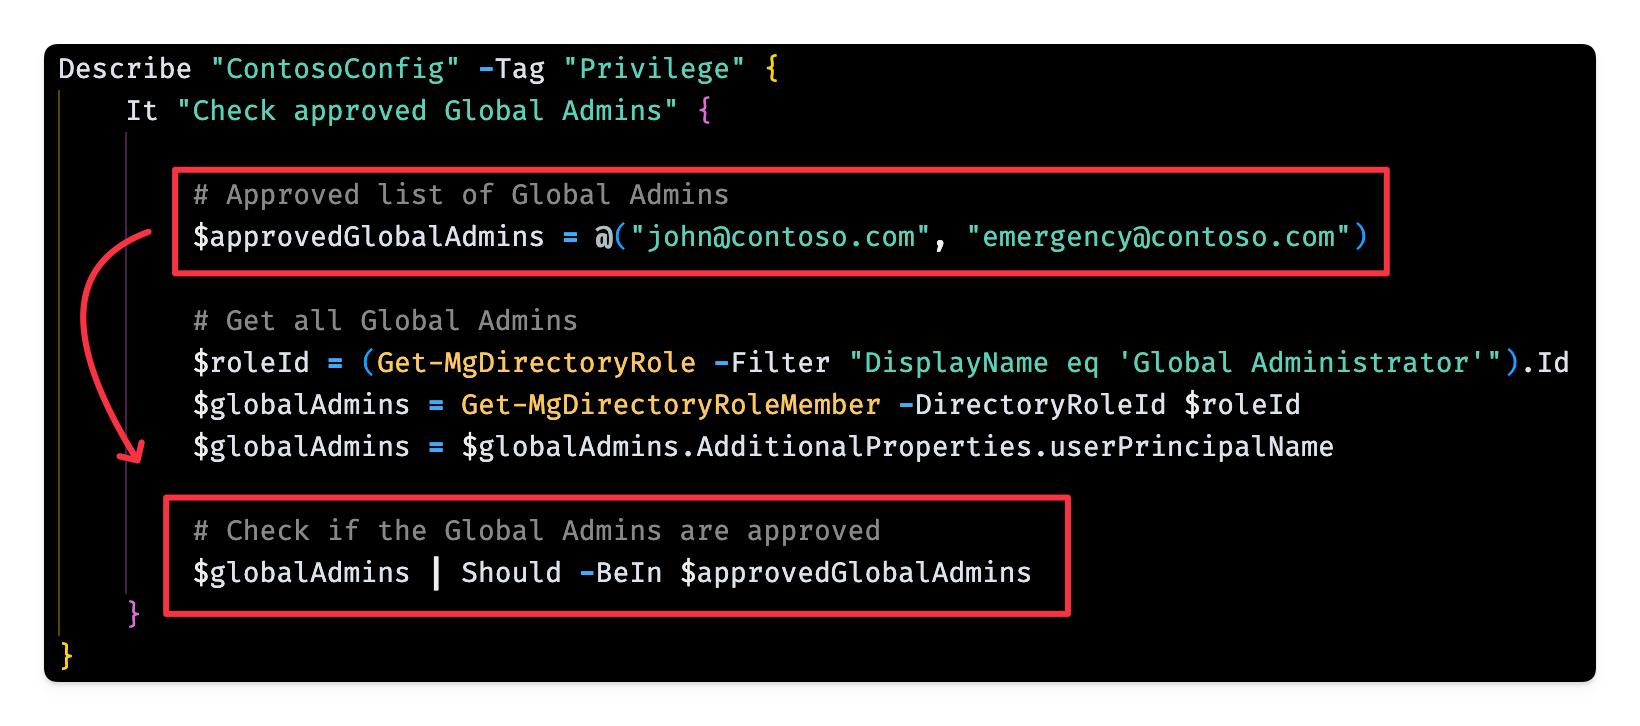 Describe "ContosoConfig" -Tag "Privilege" {
It "Check approved Global Admins" {
# Approved list of Global Admins
$approvedGlobalAdmins = @("john@contoso.com", "emergency@contoso.com")
# Get all Global Admins
$roleId = (Get-MgDirectoryRole -Filter "DisplayName eq 'Global Administrator'").Id
$globalAdmins = Get-MgDirectoryRoleMember -DirectoryRoleId $roleId
$globalAdmins = $globalAdmins.AdditionalProperties.userPrincipalName
# Check if the Global Admins are approved
$globalAdmins | Should -BeIn $approvedGlobalAdmins
}
}